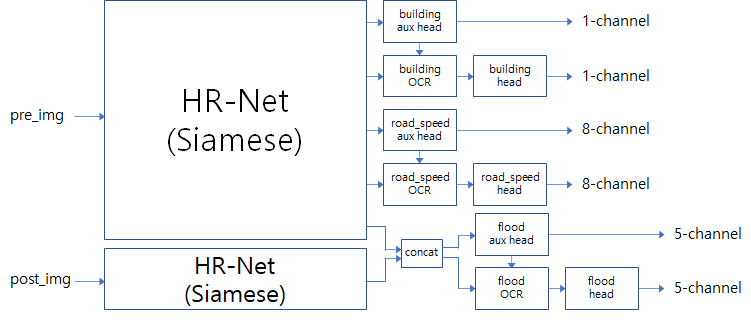 building
aux head
1-channel
building
OCR
building
head
1-channel
pre_img
HR-Net
(Siamese)
road_speed
aux head
8-channel
road_speed
OCR
road_speed
head
8-channel
flood
aux head
5-channel
concat
post_img
HR-Net
(Siamese)
flood
OCR
flood
head
5-channel